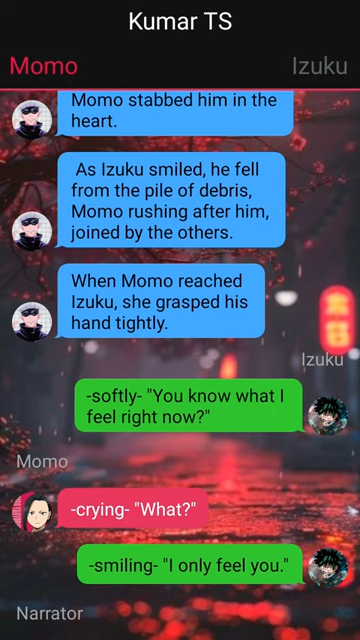 Kumar TS
Momo Izuku
Momo stabbed him in the
heart.
As Izuku smiled, he fell
from the pile of debris,
Momo rushing after him,
joined by the others.
When Momo reached
Izuku, she grasped his
hand tightly.
Izuku
-softly- "You know what I
feel right now?"
Momo
-crying- "What?"
-smiling- "I only feel you."
Narrator